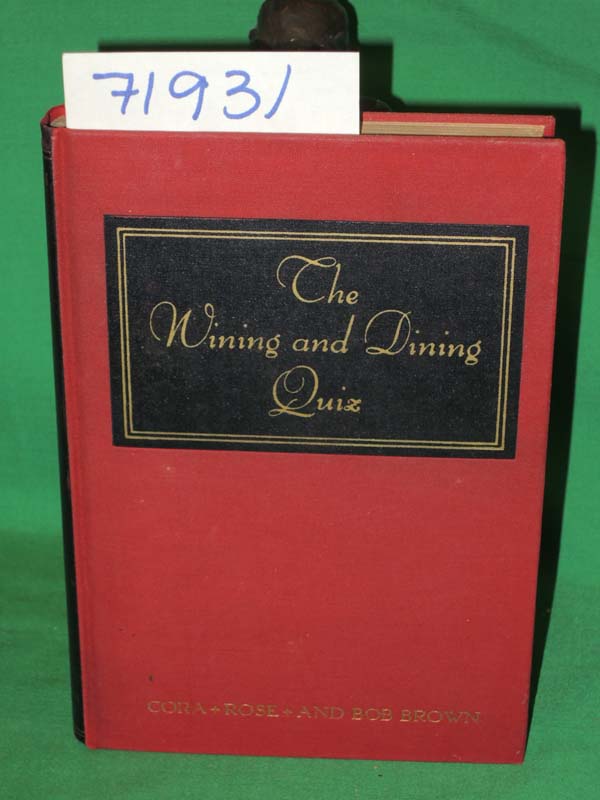 71931
The
Wining and Dining
Quiz
CORA + ROSE + AND BOB BROWN